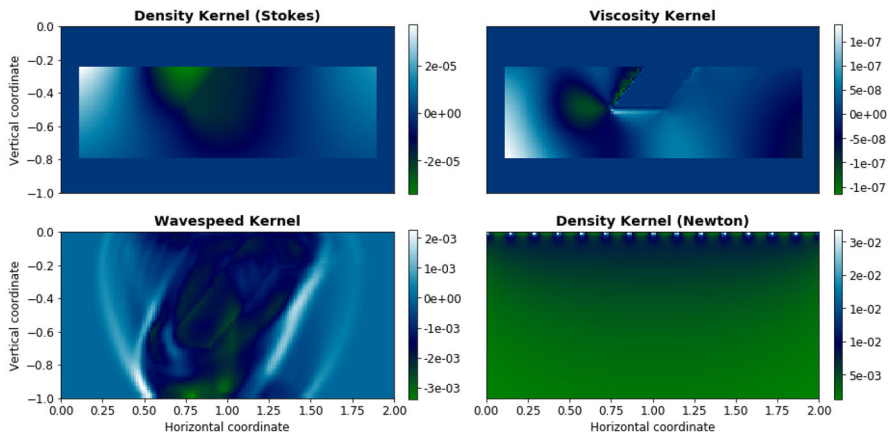 Density Kernel (Stokes)
Viscosity Kernel
0.0
−0.2
−0.4
−0.6
−0.8
−1.0
Vertical coordinate
2e-05
0e+00
-2e-05
1e-07
1e-07
5e-08
0e+00
-5e-08
-1e-07
-1e-07
Wavespeed Kernel
Density Kernel (Newton)
0.0
−0.2
−0.4
−0.6
−0.8
−1.0
Vertical coordinate
2e-03
1e-03
0e+00
-1e-03
-2e-03
-3e-03
3e-02
2e-02
1e-02
1e-02
5e-03
0.00 0.25 0.50 0.75 1.00 1.25 1.50 1.75 2.00
Horizontal coordinate
0.00 0.25 0.50 0.75 1.00 1.25 1.50 1.75 2.00
Horizontal coordinate